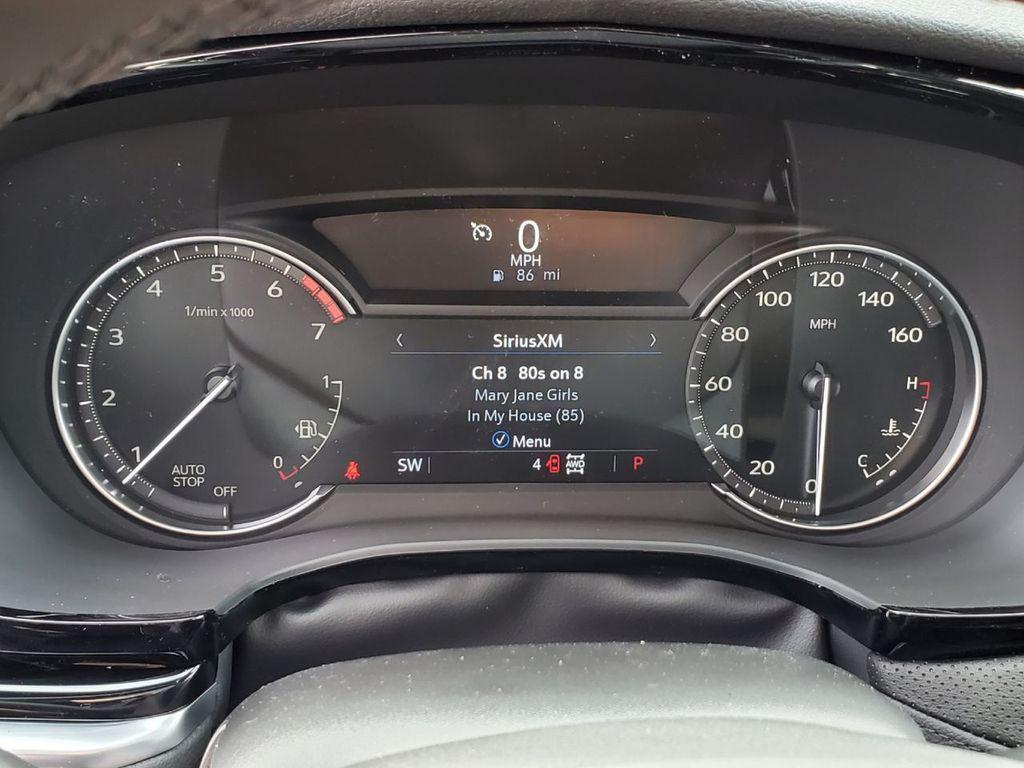 0
MPH
86 mi
SiriusXM
Ch 8 80s on 8
Mary Jane Girls
In My House (85)
Menu
SW
4
AWD
P
1
2
3
4
5
6
7
1/min x 1000
AUTO
STOP
OFF
1
0
0
20
40
60
80
100
120
140
160
MPH
H
C